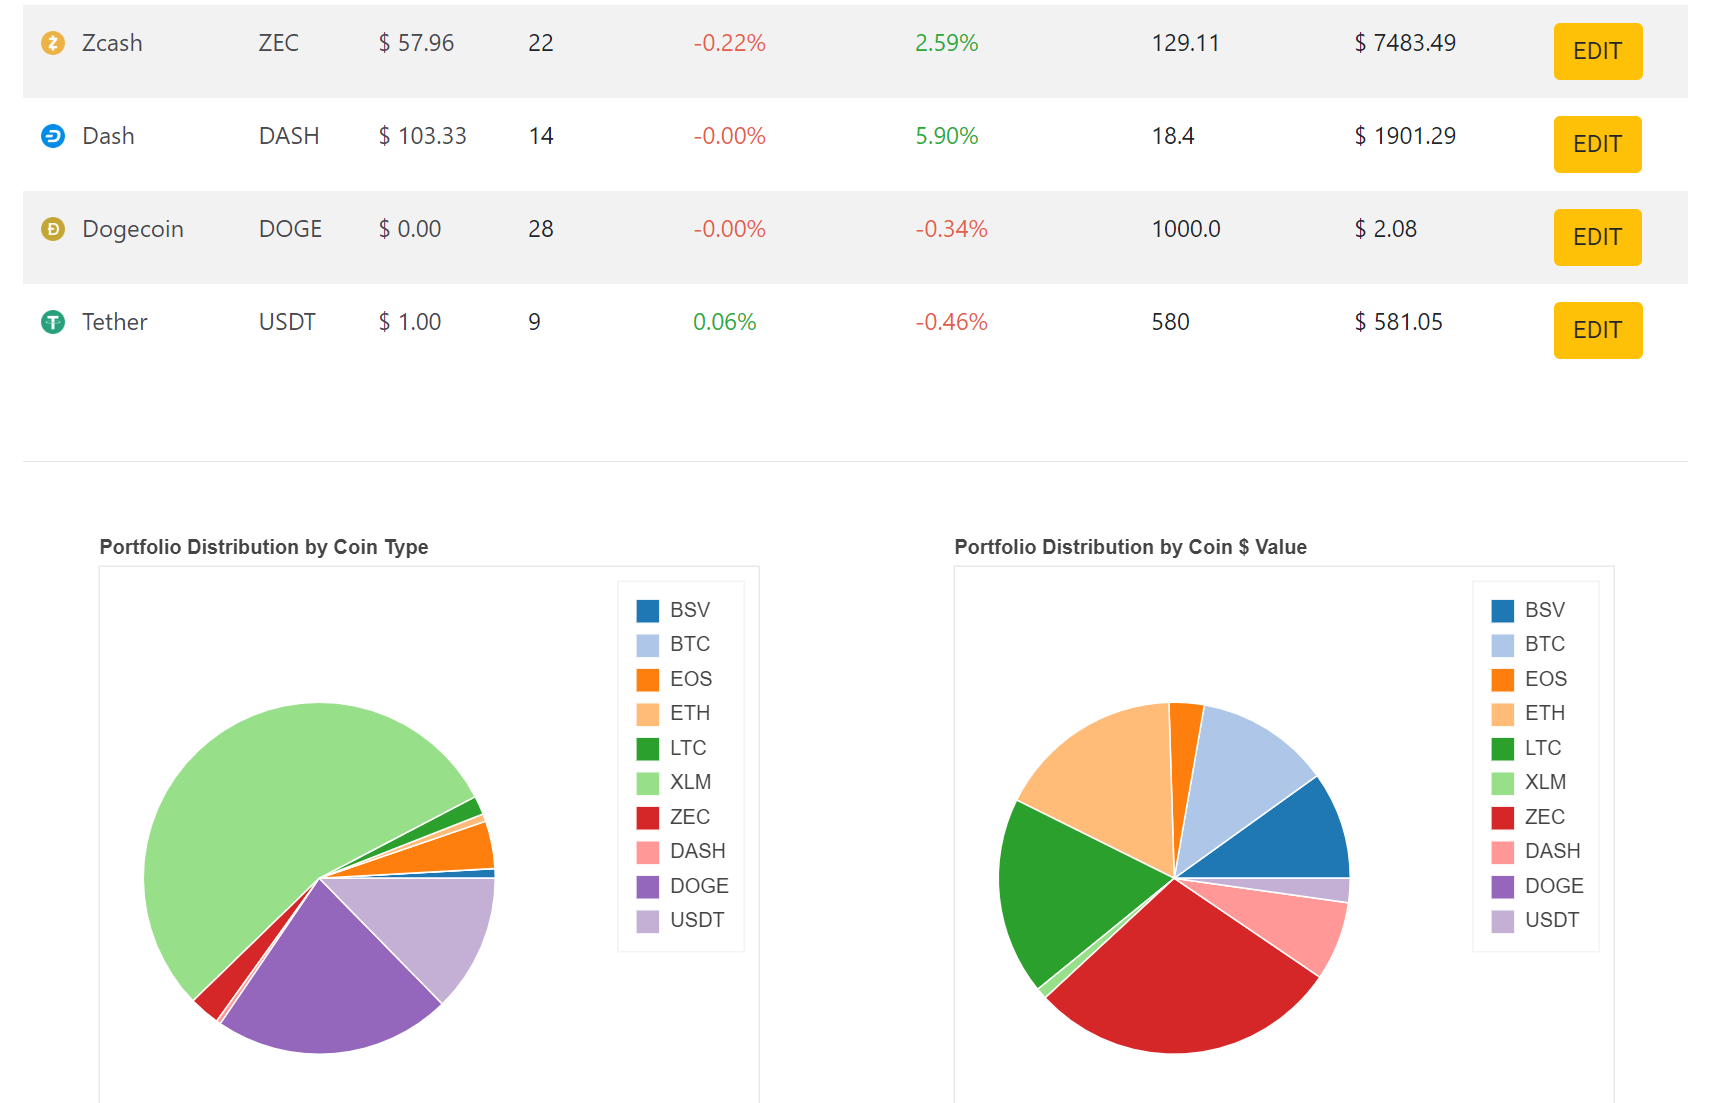 Zcash ZEC $ 57.96 22 -0.22% 2.59% 129.11 $ 7483.49 EDIT
Dash DASH $ 103.33 14 -0.00% 5.90% 18.4 $ 1901.29 EDIT
Dogecoin DOGE $ 0.00 28 -0.00% -0.34% 1000.0 $ 2.08 EDIT
Tether USDT $ 1.00 9 0.06% -0.46% 580 $ 581.05 EDIT
Portfolio Distribution by Coin Type
BSV
BTC
EOS
ETH
LTC
XLM
ZEC
DASH
DOGE
USDT
Portfolio Distribution by Coin $ Value
BSV
BTC
EOS
ETH
LTC
XLM
ZEC
DASH
DOGE
USDT